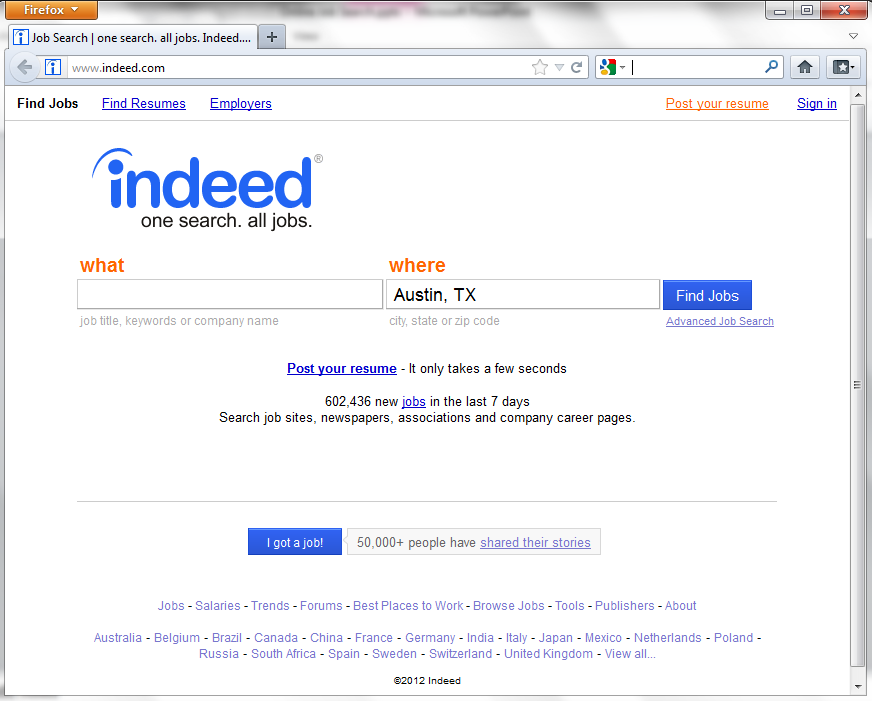 Firefox
Job Search | one search. all jobs. Indeed....
www.indeed.com
Find Jobs Find Resumes Employers Post your resume Sign in
indeed®
one search. all jobs.
what where
Austin, TX Find Jobs
job title, keywords or company name city, state or zip code Advanced Job Search
Post your resume - It only takes a few seconds
602,436 new jobs in the last 7 days
Search job sites, newspapers, associations and company career pages.
I got a job! 50,000+ people have shared their stories
Jobs - Salaries - Trends - Forums - Best Places to Work - Browse Jobs - Tools - Publishers - About
Australia - Belgium - Brazil - Canada - China - France - Germany - India - Italy - Japan - Mexico - Netherlands - Poland -
Russia - South Africa - Spain - Sweden - Switzerland - United Kingdom - View all...
©2012 Indeed